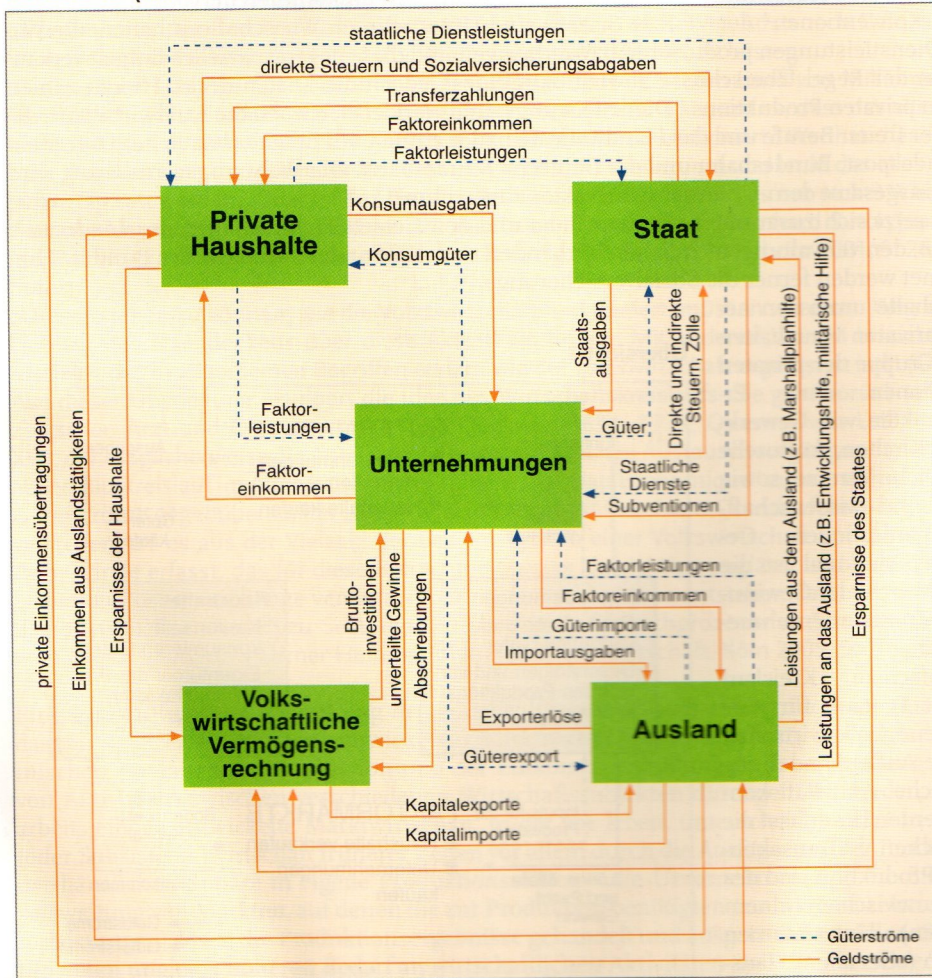 staatliche Dienstleistungen
direkte Steuern und Sozialversicherungsabgaben
Transferzahlungen
Faktoreinkommen
Faktorleistungen
Private
Haushalte
Konsumausgaben
Konsumgüter
Staat
Staats-
ausgaben
Güter
Direkte und indirekte
Steuern, Zölle
Leistungen aus dem Ausland (z.B. Marshallplanhilfe)
Leistungen an das Ausland (z.B. Entwicklungshilfe, militärische Hilfe)
Ersparnisse des Staates
private Einkommensübertragungen
Einkommen aus Auslandstätigkeiten
Ersparnisse der Haushalte
Faktor-
leistungen
Faktor-
einkommen
Unternehmungen
Staatliche
Dienste
Subventionen
Brutto-
investitionen
unverteilte Gewinne
Abschreibungen
Faktorleistungen
Faktoreinkommen
Güterimporte
Importausgaben
Exporterlöse
Güterexport
Volks-
wirtschaftliche
Vermögens-
rechnung
Ausland
Kapitalexporte
Kapitalimporte
Güterströme
Geldströme